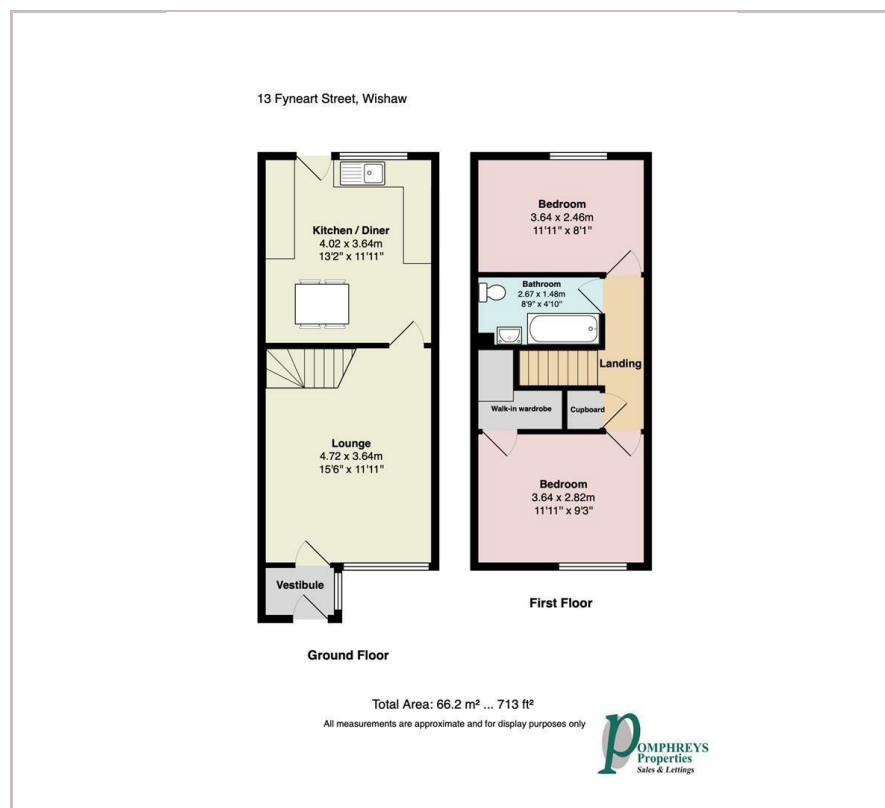 13 Fyneart Street, Wishaw
Kitchen / Diner
4.02 x 3.64m
13'2" x 11'11"
Lounge
4.72 x 3.64m
15'6" x 11'11"
Vestibule
Ground Floor
Bedroom
3.64 x 2.46m
11'11" x 8'1"
Bathroom
2.67 x 1.48m
8'9" x 4'10"
Landing
Walk-in wardrobe
Cupboard
Bedroom
3.64 x 2.82m
11'11" x 9'3"
First Floor
Total Area: 66.2 m² ... 713 ft²
All measurements are approximate and for display purposes only
POMPHREYS
Properties
Sales & Lettings